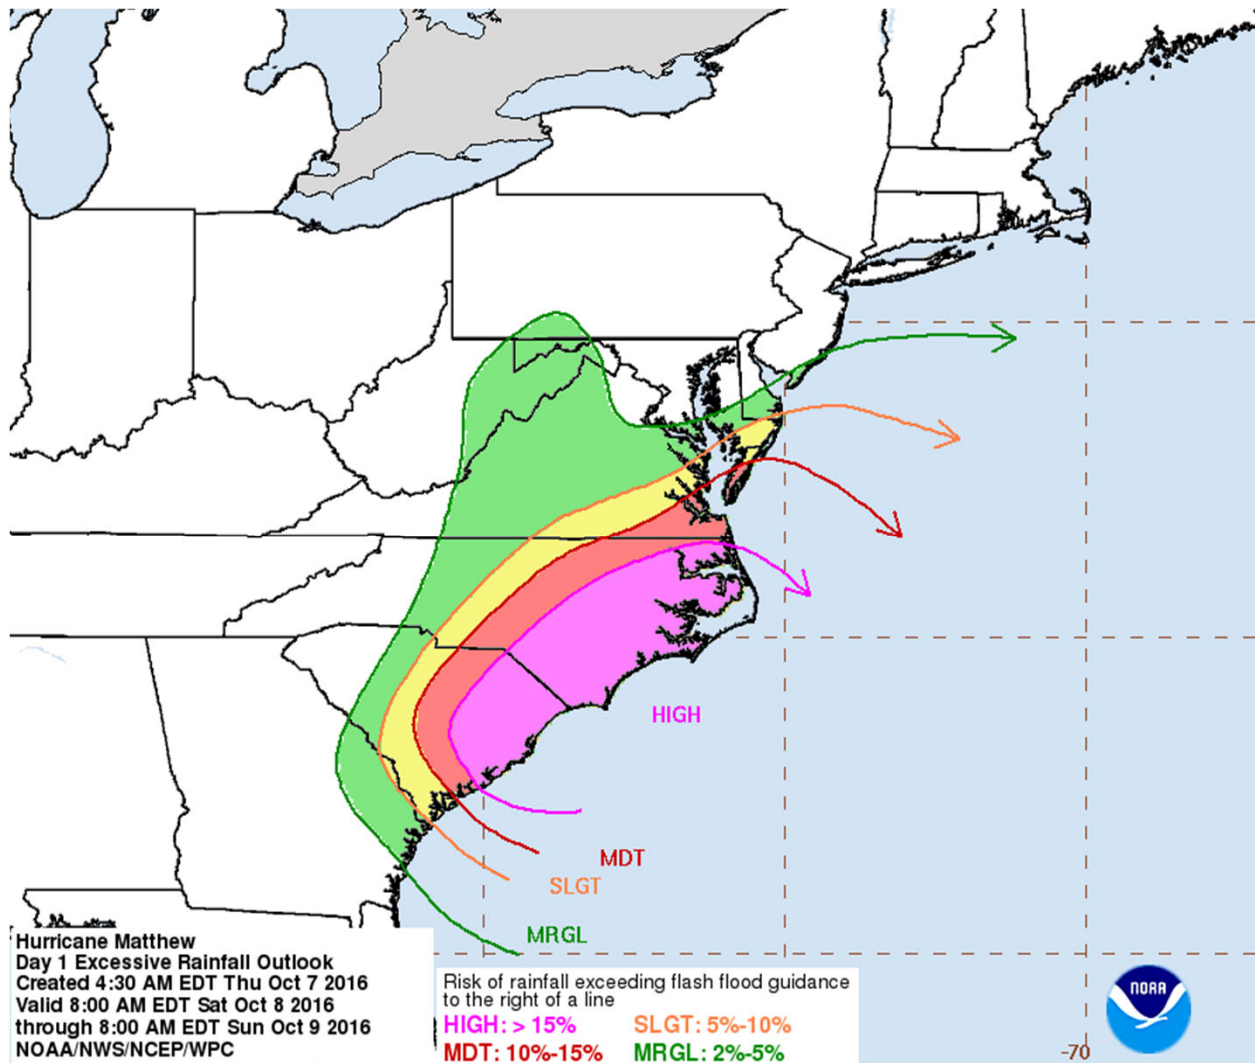 HIGH
MDT
SLGT
MRGL
Hurricane Matthew
Day 1 Excessive Rainfall Outlook
Created 4:30 AM EDT Thu Oct 7 2016
Valid 8:00 AM EDT Sat Oct 8 2016
through 8:00 AM EDT Sun Oct 9 2016
NOAA/NWS/NCEP/WPC
Risk of rainfall exceeding flash flood guidance
to the right of a line
HIGH: > 15% SLGT: 5%-10%
MDT: 10%-15% MRGL: 2%-5%
NOAA
-70